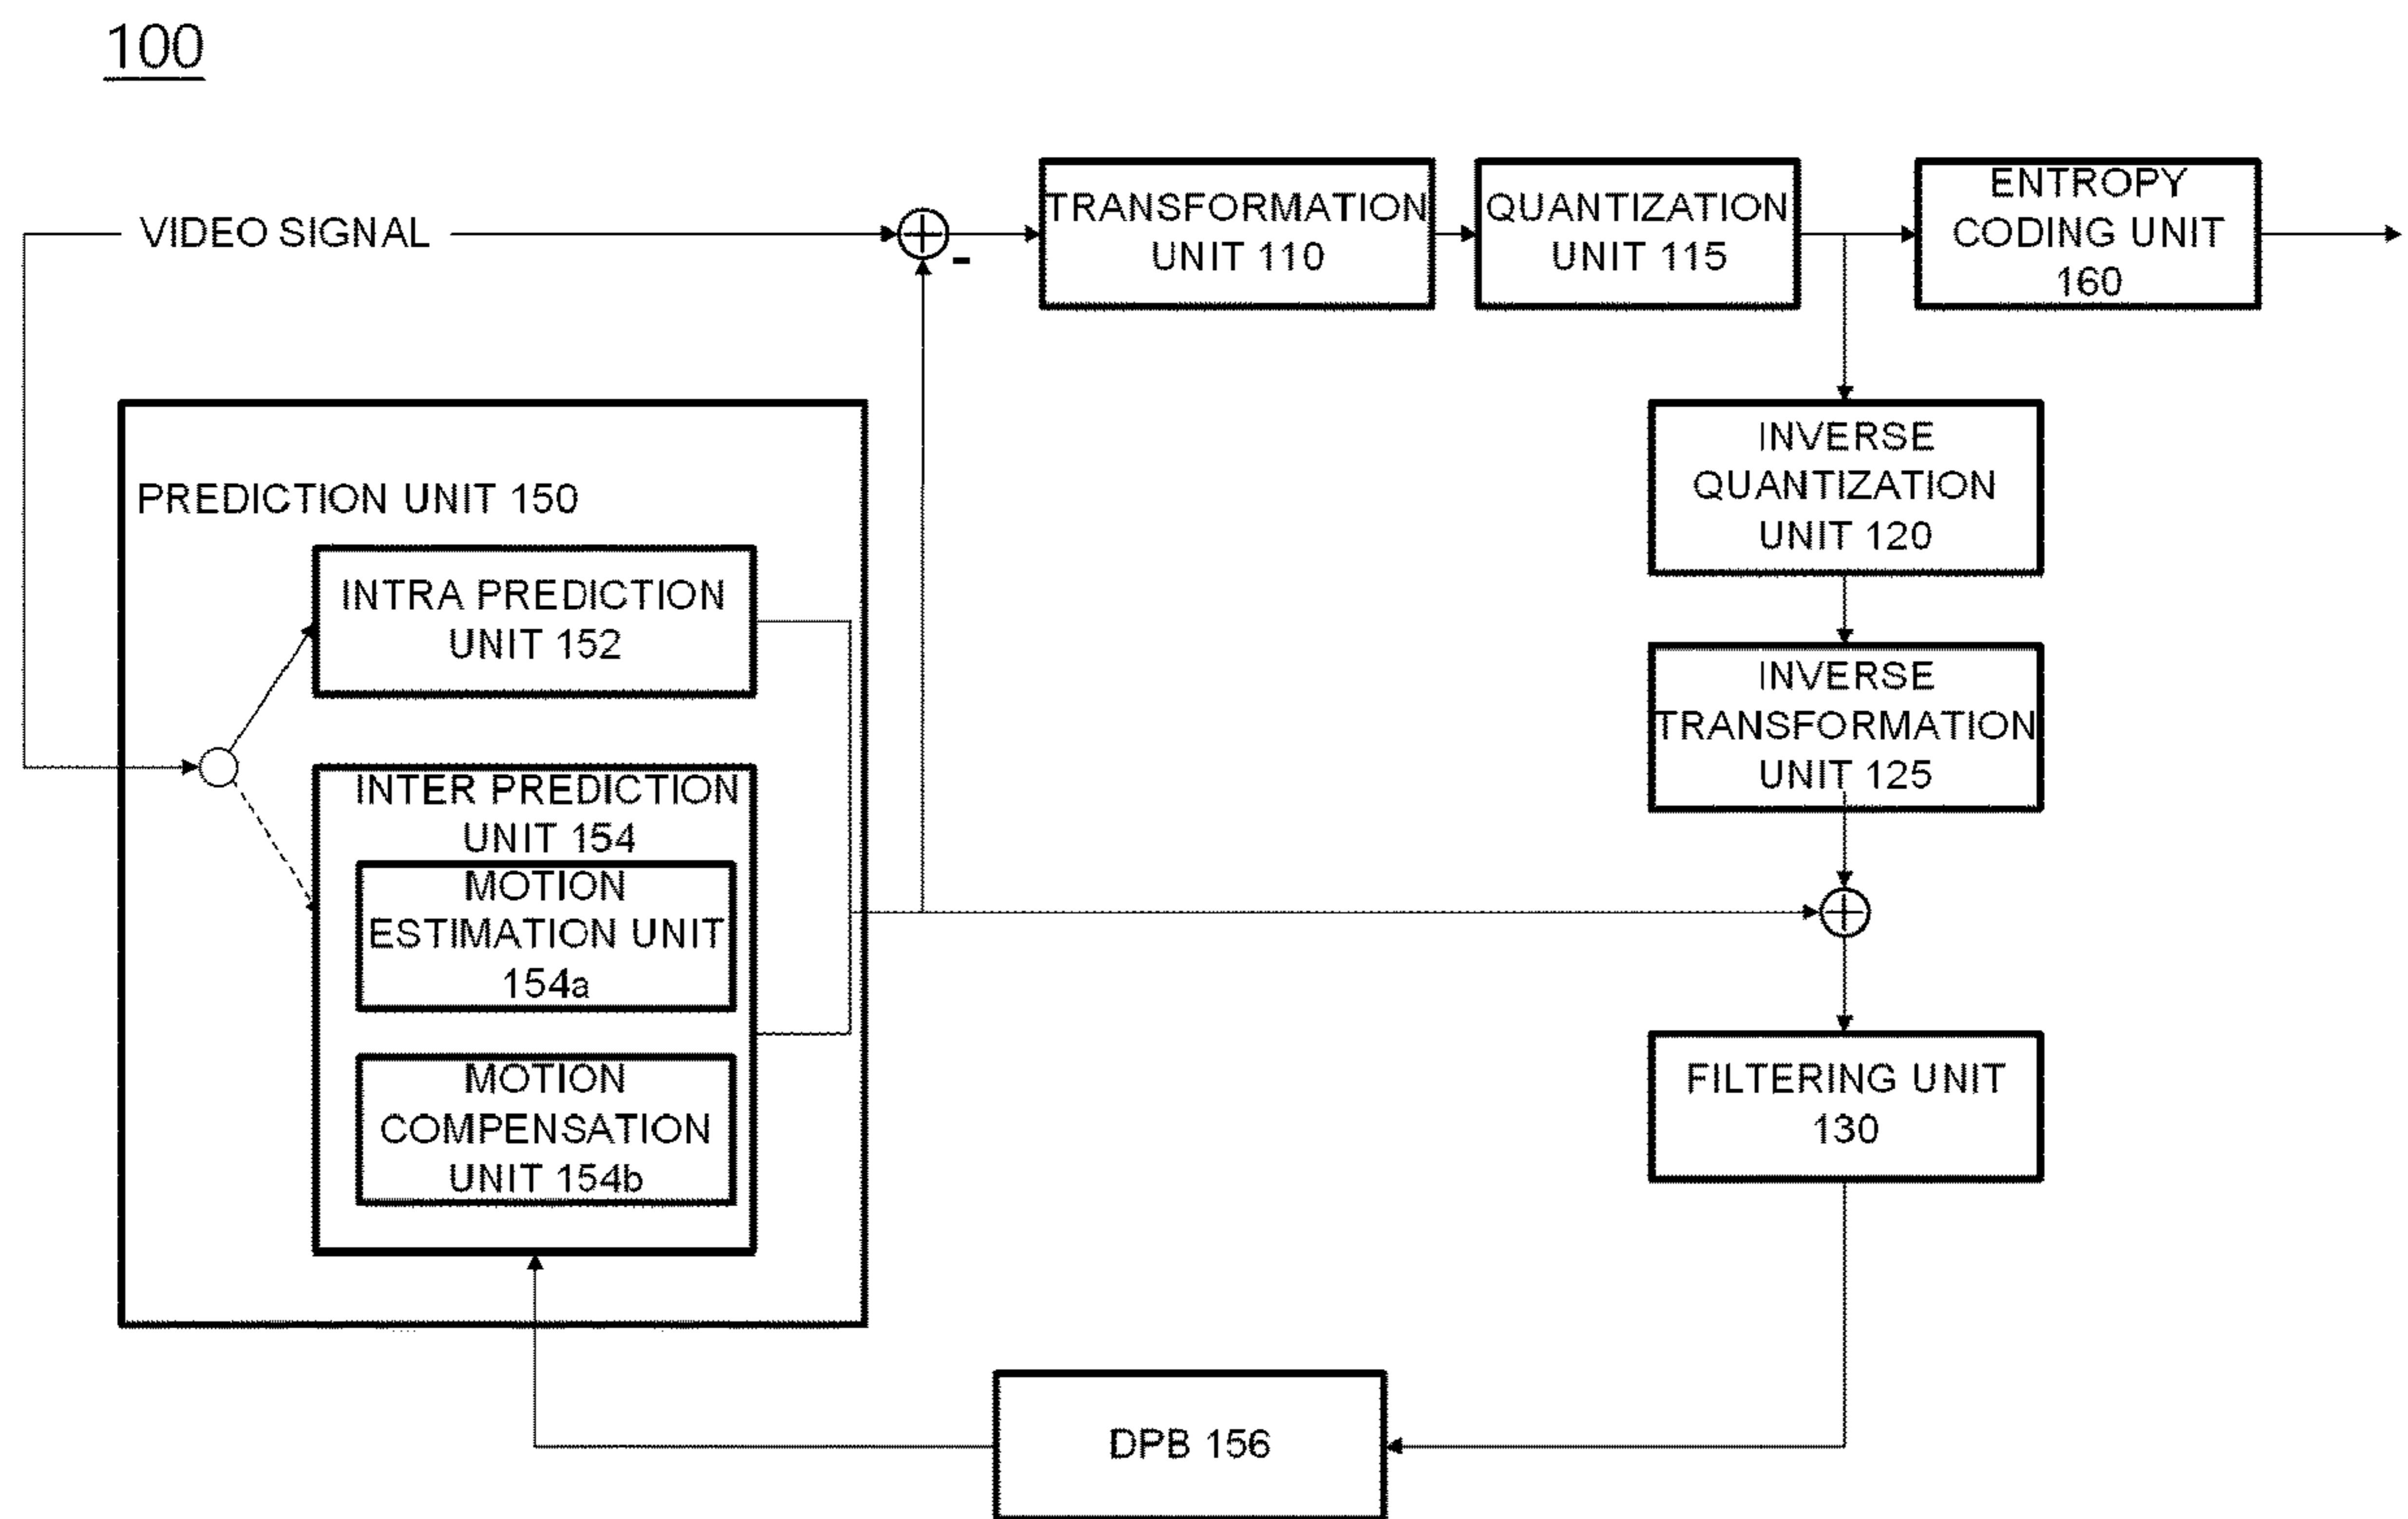 100
VIDEO SIGNAL
-
TRANSFORMATION
UNIT 110
QUANTIZATION
UNIT 115
ENTROPY
CODING UNIT
160
INVERSE
QUANTIZATION
UNIT 120
INVERSE
TRANSFORMATION
UNIT 125
PREDICTION UNIT 150
INTRA PREDICTION
UNIT 152
INTER PREDICTION
UNIT 154
MOTION
ESTIMATION UNIT
154a
MOTION
COMPENSATION
UNIT 154b
FILTERING UNIT
130
DPB 156